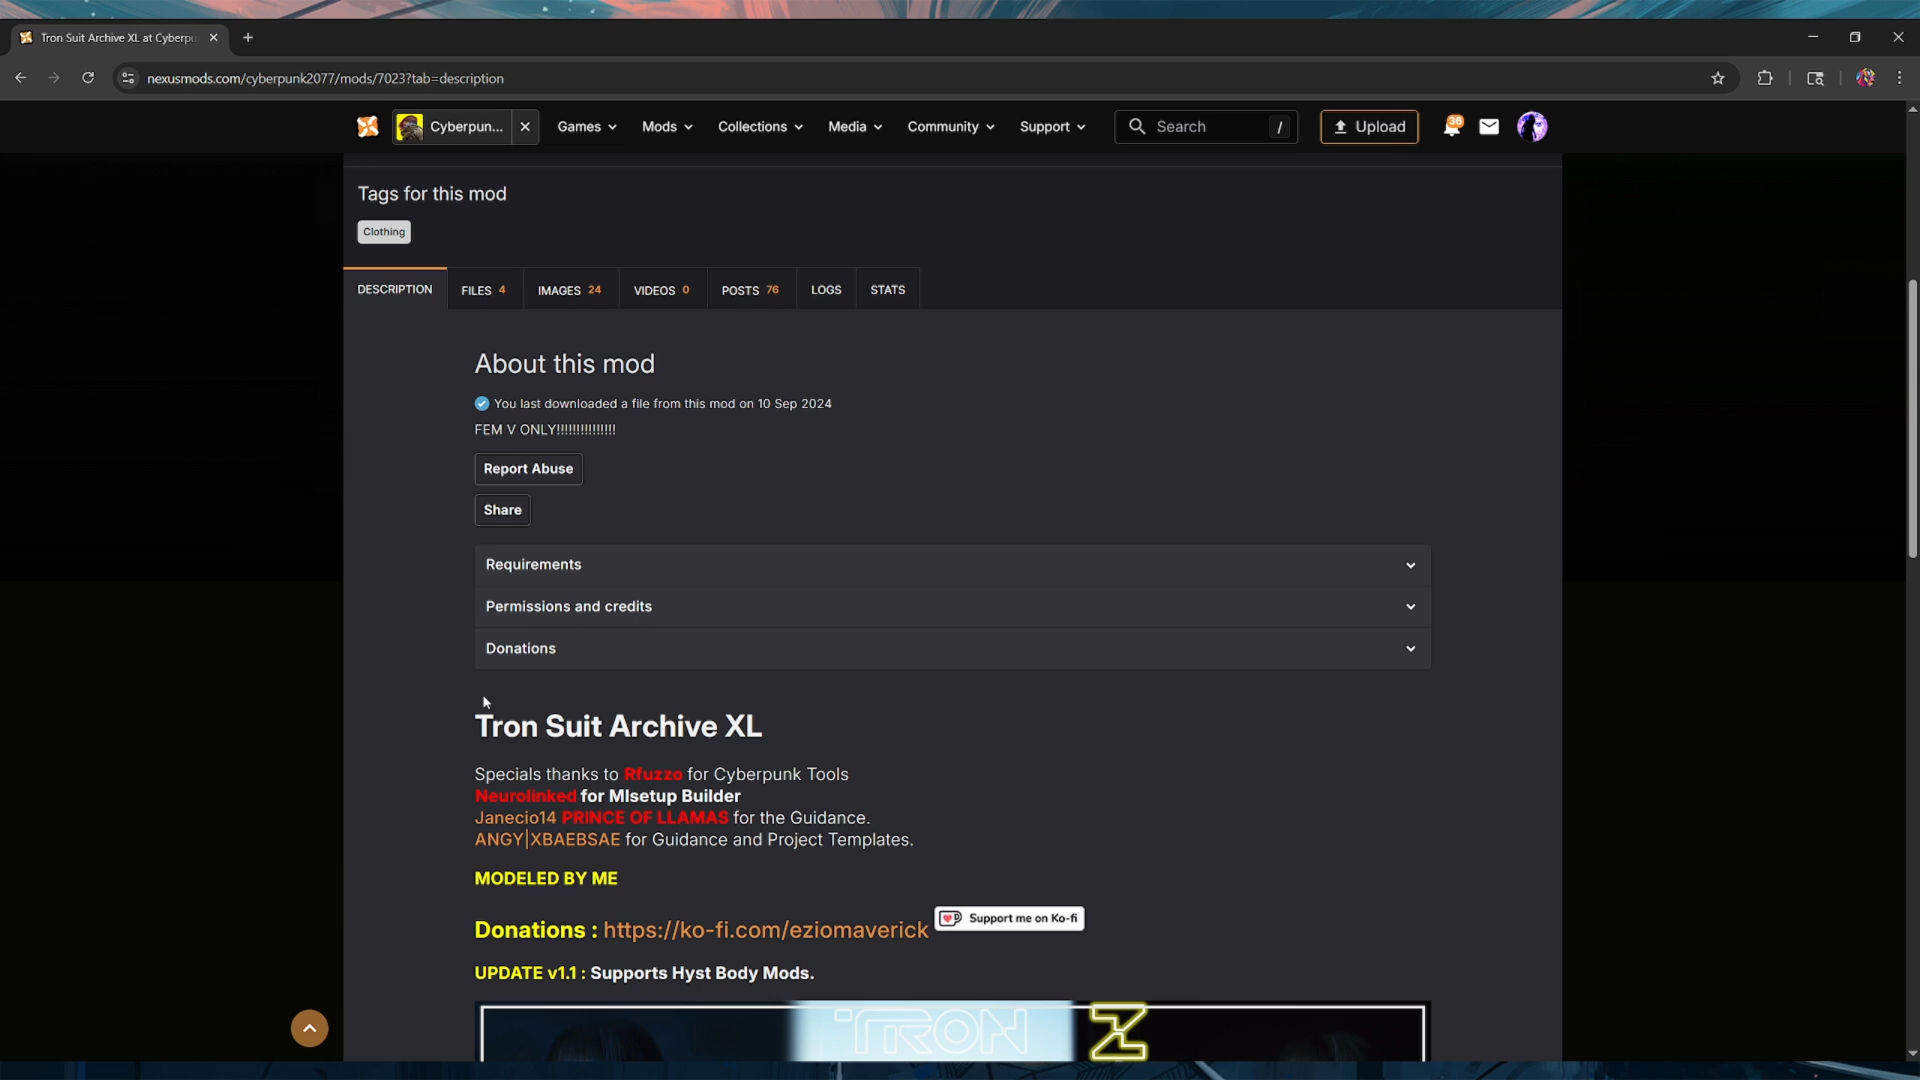 Tron Suit Archive XL at Cyberpu
nexusmods.com/cyberpunk2077/mods/7023?tab=description
Cyberpun...
Games
Mods
Collections
Media
Community
Support
Search
/
Upload
36
Tags for this mod
Clothing
DESCRIPTION
FILES 4
IMAGES 24
VIDEOS 0
POSTS 76
LOGS
STATS
About this mod
You last downloaded a file from this mod on 10 Sep 2024
FEM V ONLY!!!!!!!!!!!!!!!
Report Abuse
Share
Requirements
Permissions and credits
Donations
Tron Suit Archive XL
Specials thanks to Rfuzzo for Cyberpunk Tools
Neurolinked for Mlsetup Builder
Janecio14 PRINCE OF LLAMAS for the Guidance.
ANGY|XBAEBSAE for Guidance and Project Templates.
MODELED BY ME
Donations : https://ko-fi.com/eziomaverick
Support me on Ko-fi
UPDATE v1.1 : Supports Hyst Body Mods.
TRON